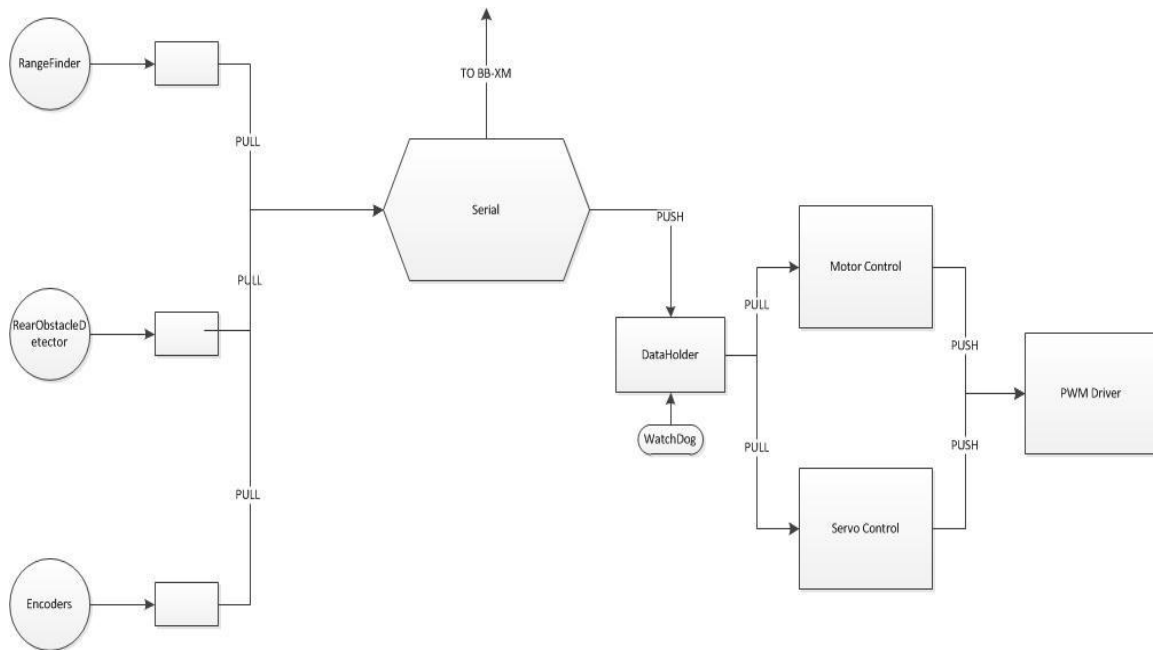 RangeFinder
PULL
TO BB-XM
Serial
PUSH
PULL
RearObstacleD
etector
PULL
Encoders
DataHolder
WatchDog
PULL
PULL
Motor Control
Servo Control
PUSH
PUSH
PWM Driver